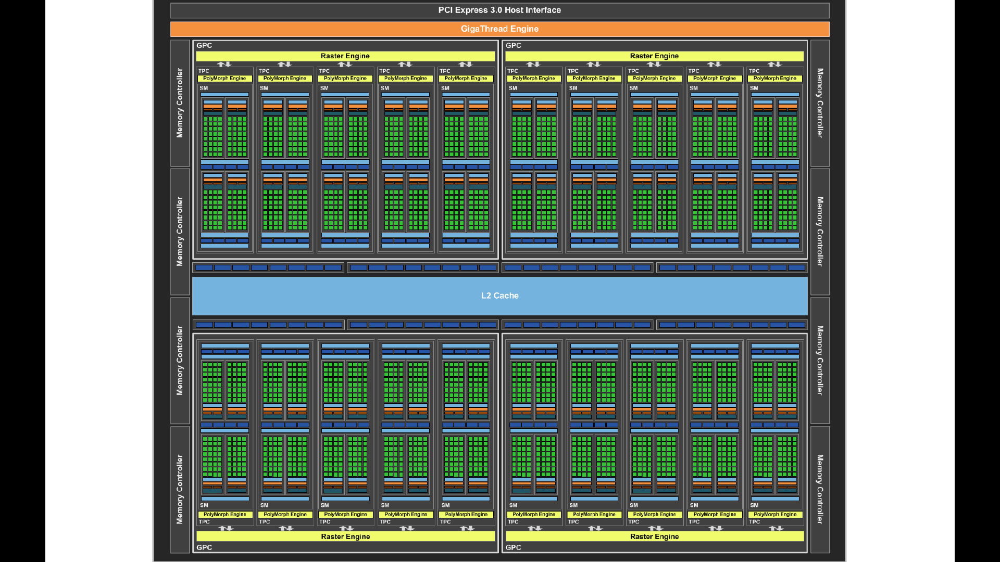 PCI Express 3.0 Host Interface
GigaThread Engine
GPC GPC
Raster Engine Raster Engine
TPC TPC TPC TPC TPC TPC TPC TPC TPC TPC
PolyMorph Engine PolyMorph Engine PolyMorph Engine PolyMorph Engine PolyMorph Engine PolyMorph Engine PolyMorph Engine PolyMorph Engine PolyMorph Engine PolyMorph Engine
SM SM SM SM SM SM SM SM SM SM
Memory Controller Memory Controller
Memory Controller Memory Controller
L2 Cache
Memory Controller Memory Controller
Memory Controller Memory Controller
SM SM SM SM SM SM SM SM SM SM
PolyMorph Engine PolyMorph Engine PolyMorph Engine PolyMorph Engine PolyMorph Engine PolyMorph Engine PolyMorph Engine PolyMorph Engine PolyMorph Engine PolyMorph Engine
TPC TPC TPC TPC TPC TPC TPC TPC TPC TPC
Raster Engine Raster Engine
GPC GPC